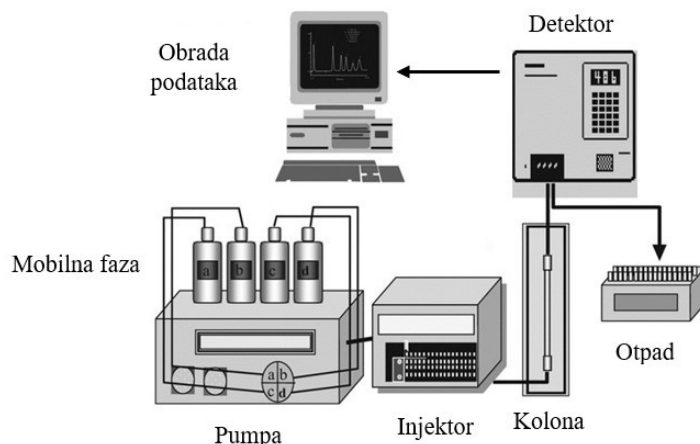 Obrada
podataka
Detektor
Mobilna faza
a b c d
a b
c d
Pumpa
Injektor
Kolona
Otpad